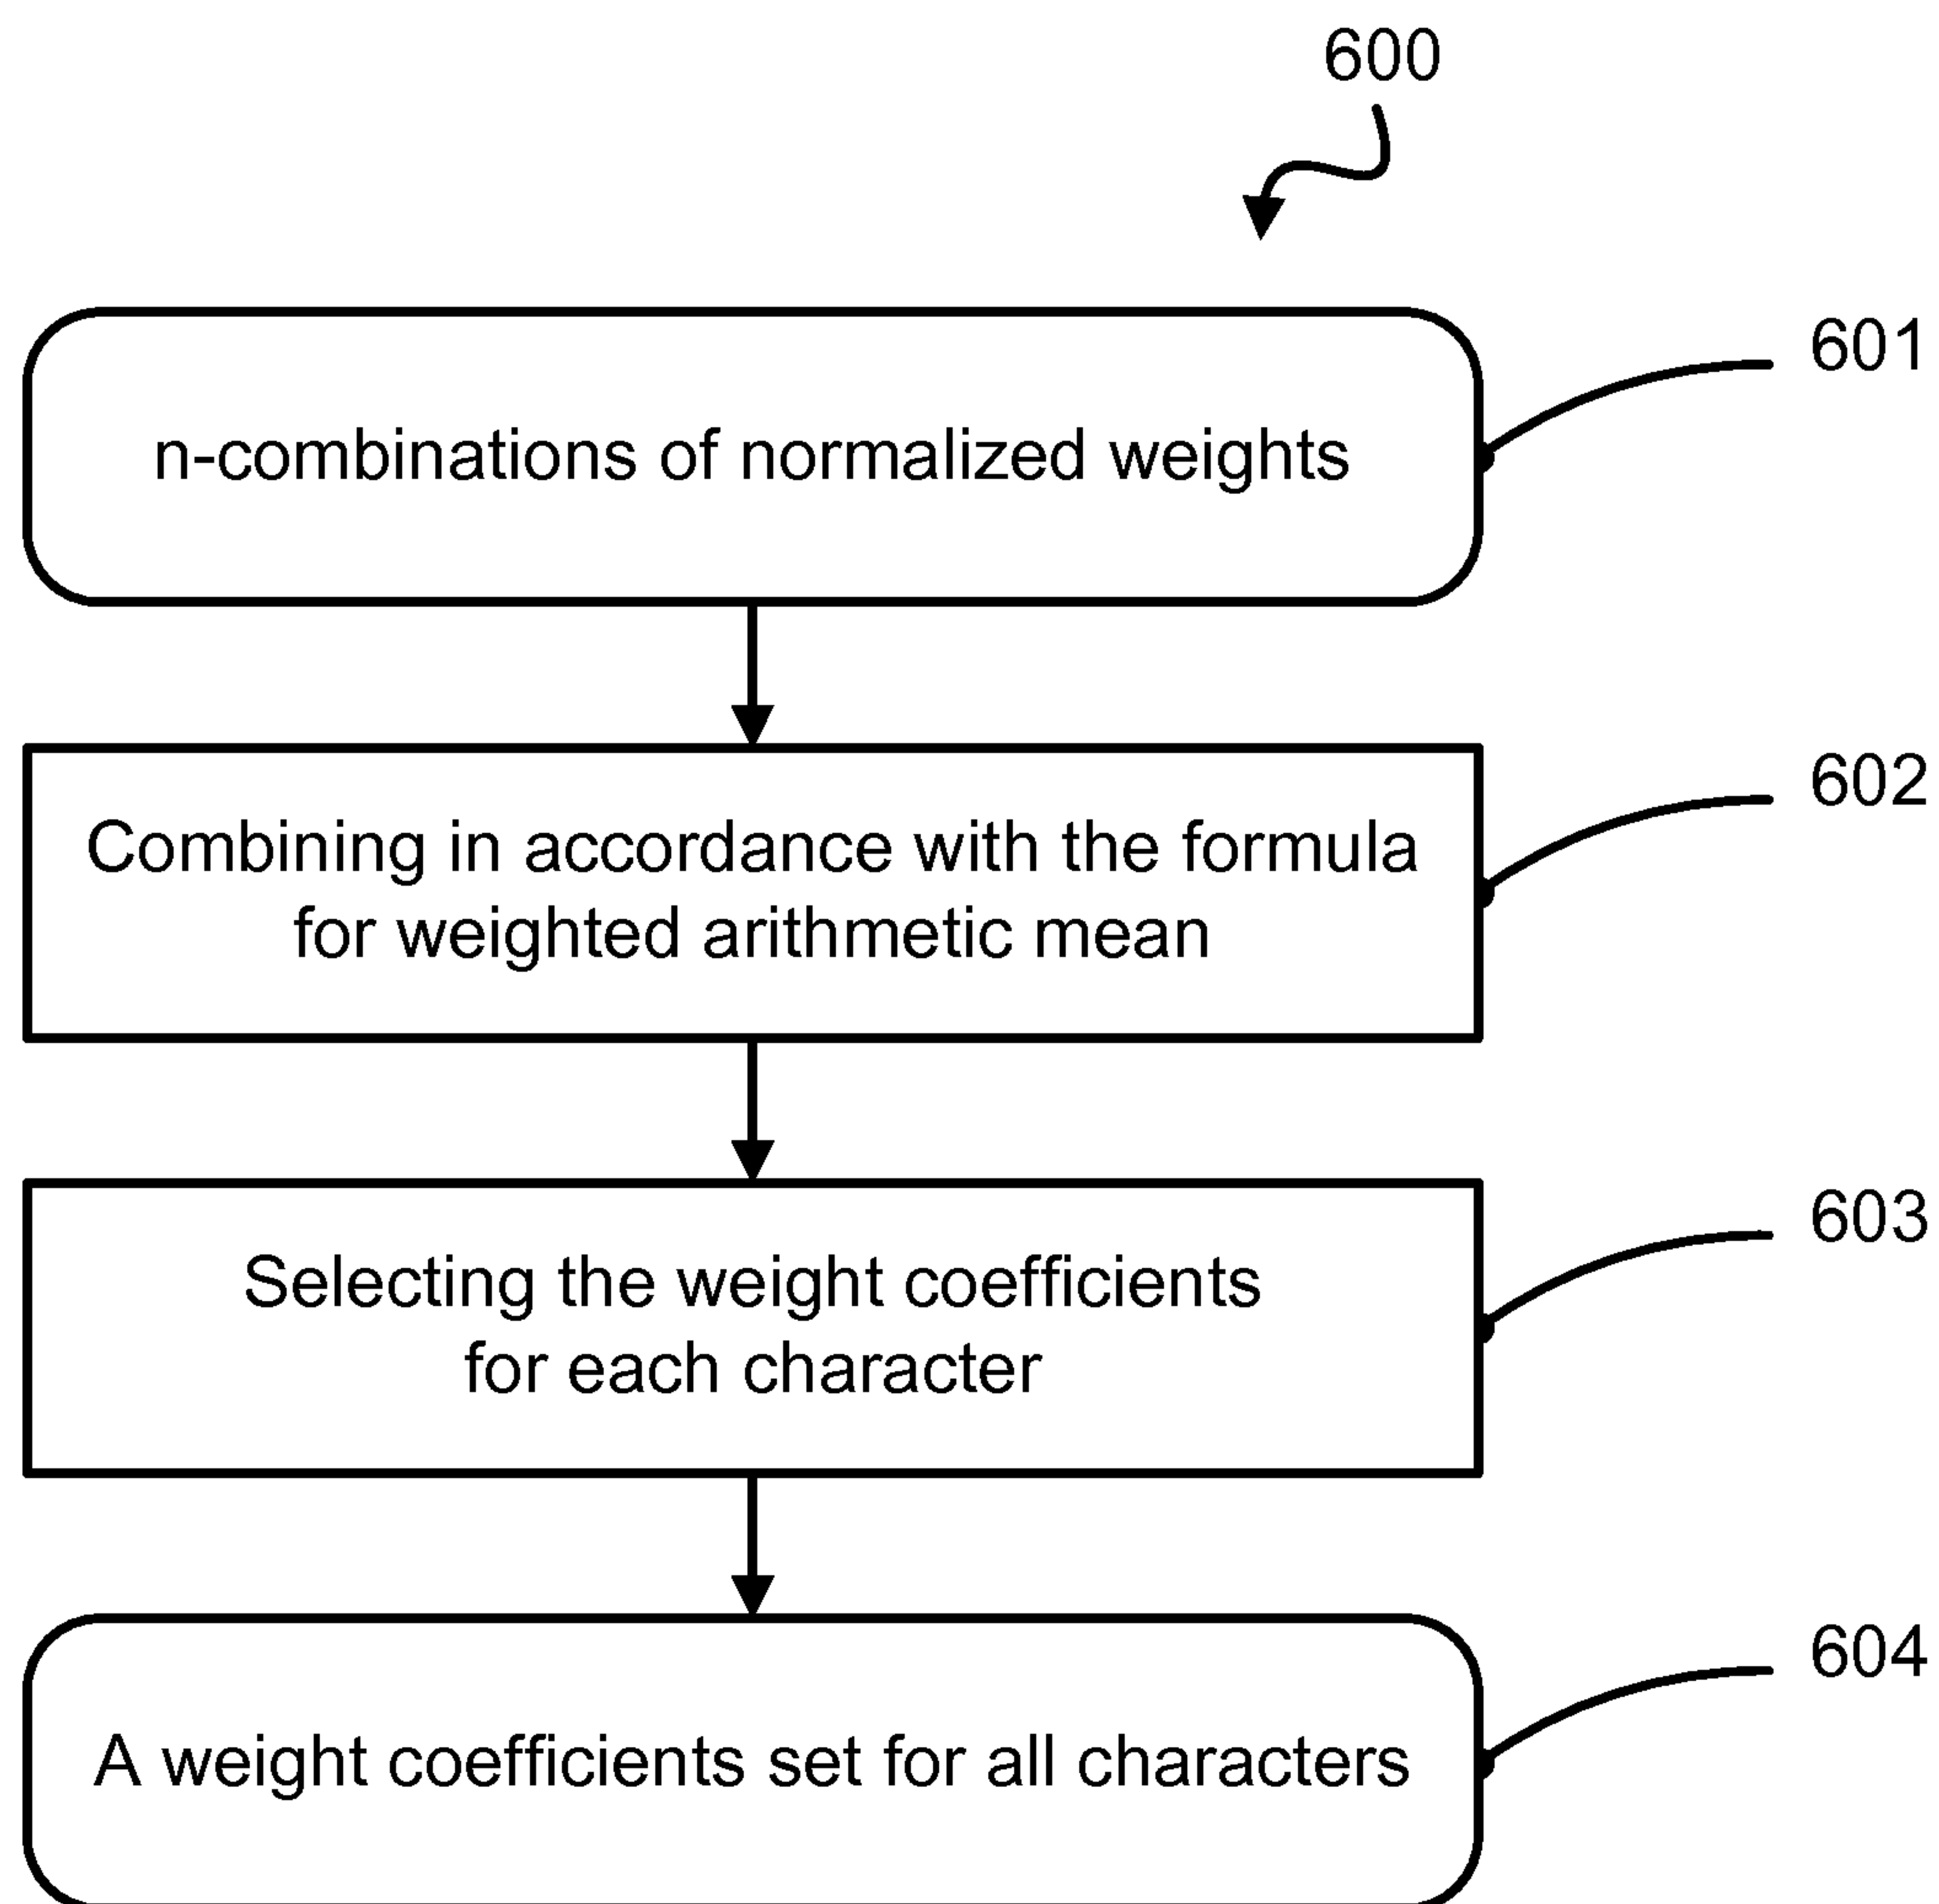 600
601
n-combinations of normalized weights
602
Combining in accordance with the formula
for weighted arithmetic mean
603
Selecting the weight coefficients
for each character
604
A weight coefficients set for all characters